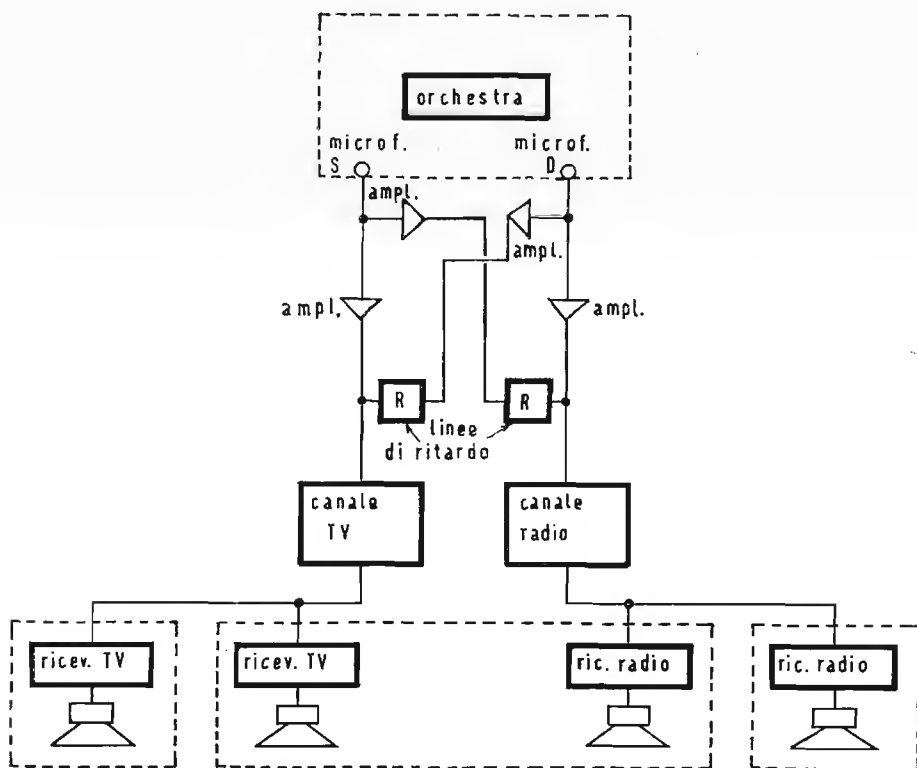 orchestra
microf.
S
microf.
D
ampl.
ampl.
ampl.
ampl.
R
R
linee
di ritardo
canale
TV
canale
radio
ricev. TV
ricev. TV
ric. radio
ric. radio